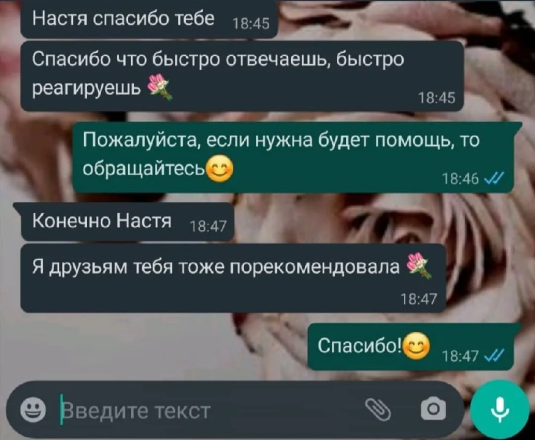 Настя спасибо тебе 18:45
Спасибо что быстро отвечаешь, быстро
реагируешь 💐
18:45
Пожалуйста, если нужна будет помощь, то
обращайтесь😊
18:46
Конечно Настя 18:47
Я друзьям тебя тоже порекомендовала 💐
18:47
Спасибо!😊 18:47
Введите текст